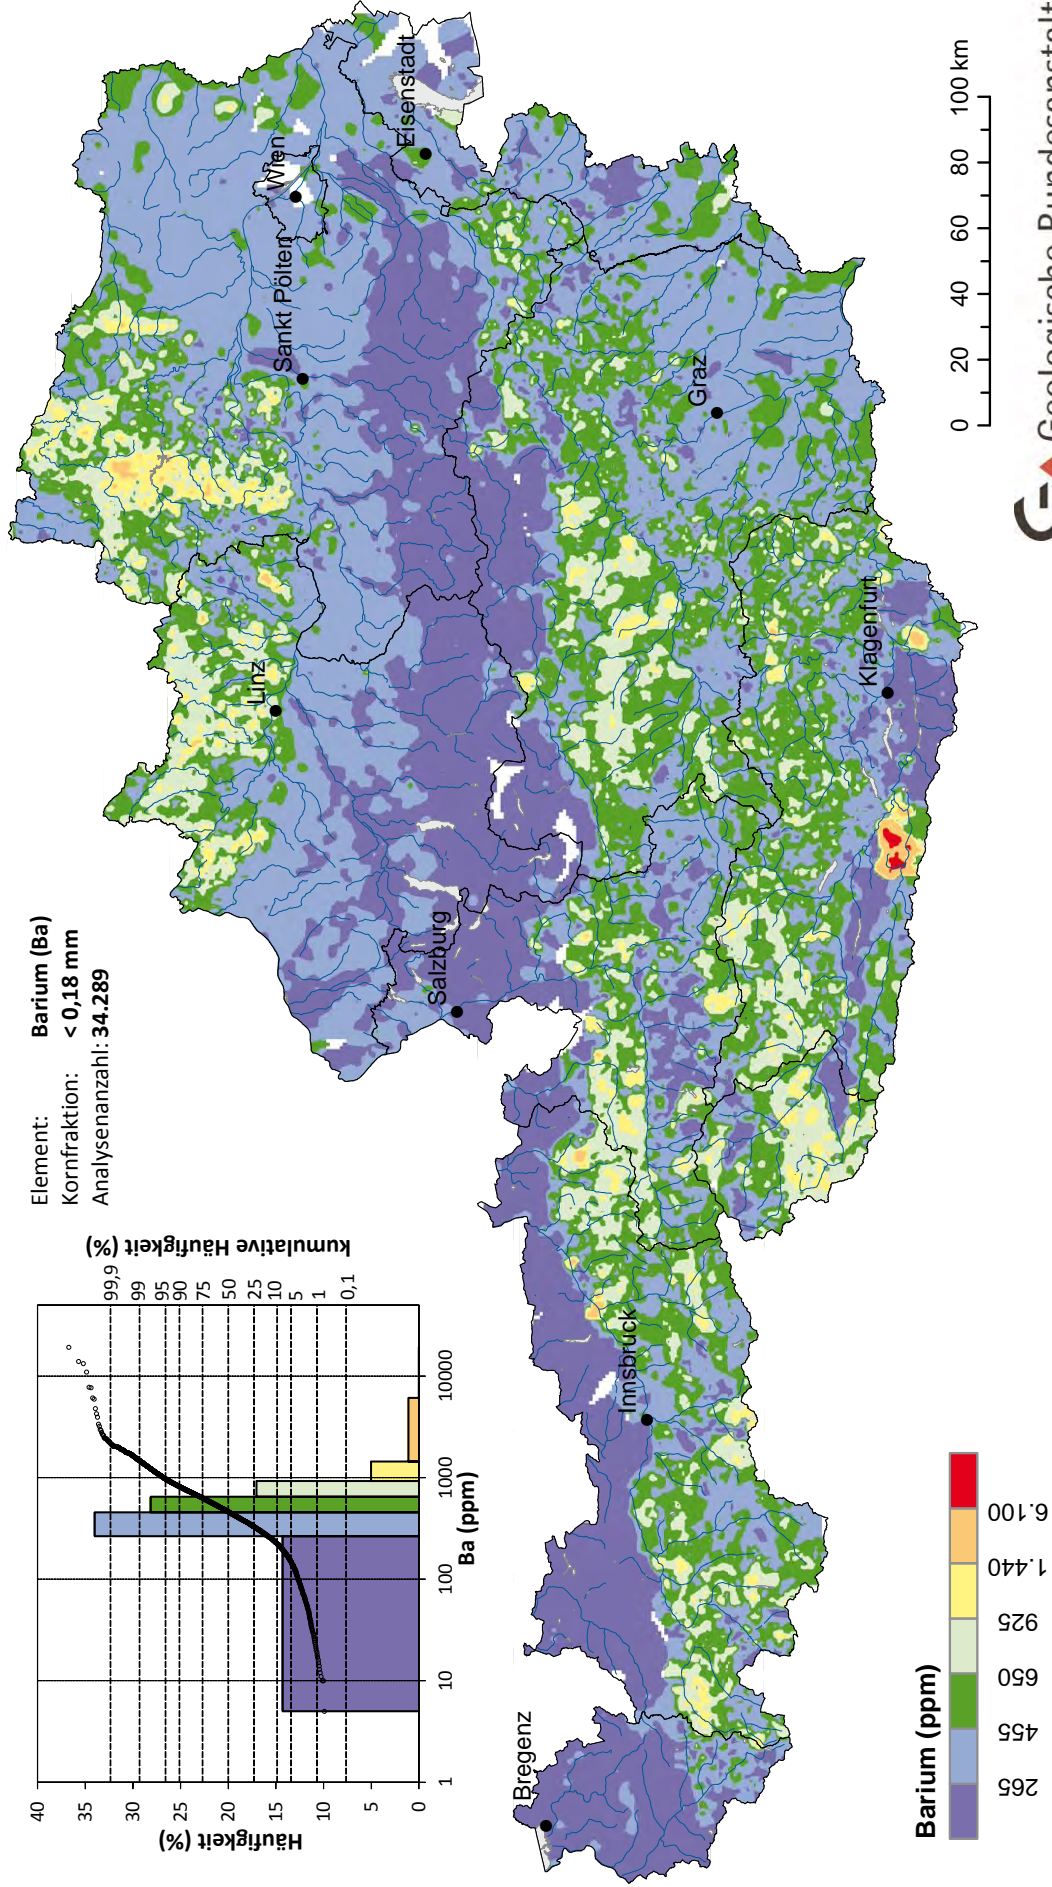 Element: Barium (Ba)
Kornfraktion: < 0,18 mm
Analysenanzahl: 34.289
Häufigkeit (%)
40
35
30
25
20
15
10
5
0
kumulative Häufigkeit (%)
99,9
99
95
90
75
50
25
10
5
1
0,1
1
10
100
1000
10000
Ba (ppm)
Bregenz
Innsbruck
Salzburg
Linz
Sankt Pölten
Wien
Eisenstadt
Graz
Klagenfurt
Barium (ppm)
265
455
650
925
1.440
6.100
0 20 40 60 80 100 km
Geologische Bundesanstalt